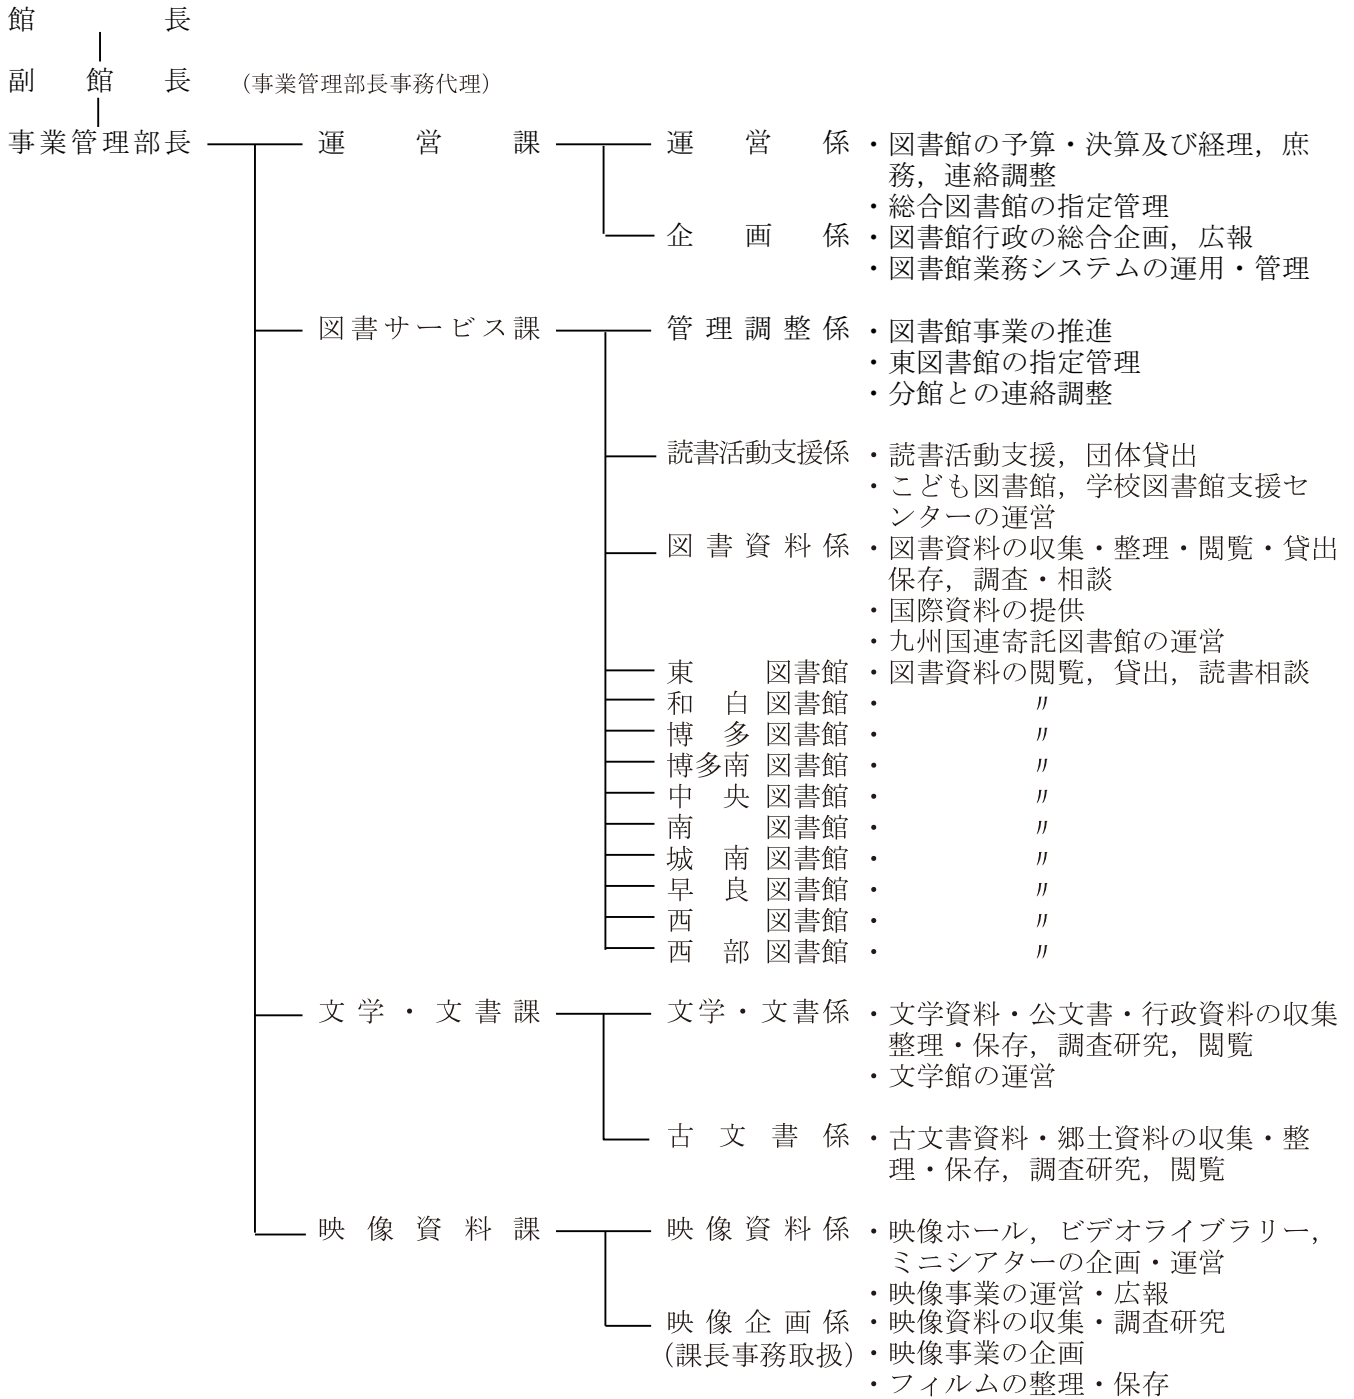 館長
副館長 (事業管理部長事務代理)
事業管理部長 運営課 運営係 ・図書館の予算・決算及び経理，庶
務，連絡調整
・総合図書館の指定管理
企画係 ・図書館行政の総合企画，広報
・図書館業務システムの運用・管理
図書サービス課 管理調整係 ・図書館事業の推進
・東図書館の指定管理
・分館との連絡調整
読書活動支援係 ・読書活動支援，団体貸出
・こども図書館，学校図書館支援セ
ンターの運営
図書資料係 ・図書資料の収集・整理・閲覧・貸出
保存，調査・相談
・国際資料の提供
・九州国連寄託図書館の運営
東図書館 ・図書資料の閲覧，貸出，読書相談
和白図書館 ・〃
博多図書館 ・〃
博多南図書館 ・〃
中央図書館 ・〃
南図書館 ・〃
城南図書館 ・〃
早良図書館 ・〃
西図書館 ・〃
西部図書館 ・〃
文学・文書課 文学・文書係 ・文学資料・公文書・行政資料の収集
整理・保存，調査研究，閲覧
・文学館の運営
古文書係 ・古文書資料・郷土資料の収集・整
理・保存，調査研究，閲覧
映像資料課 映像資料係 ・映像ホール，ビデオライブラリー，
ミニシアターの企画・運営
・映像事業の運営・広報
映像企画係 ・映像資料の収集・調査研究
(課長事務取扱) ・映像事業の企画
・フィルムの整理・保存